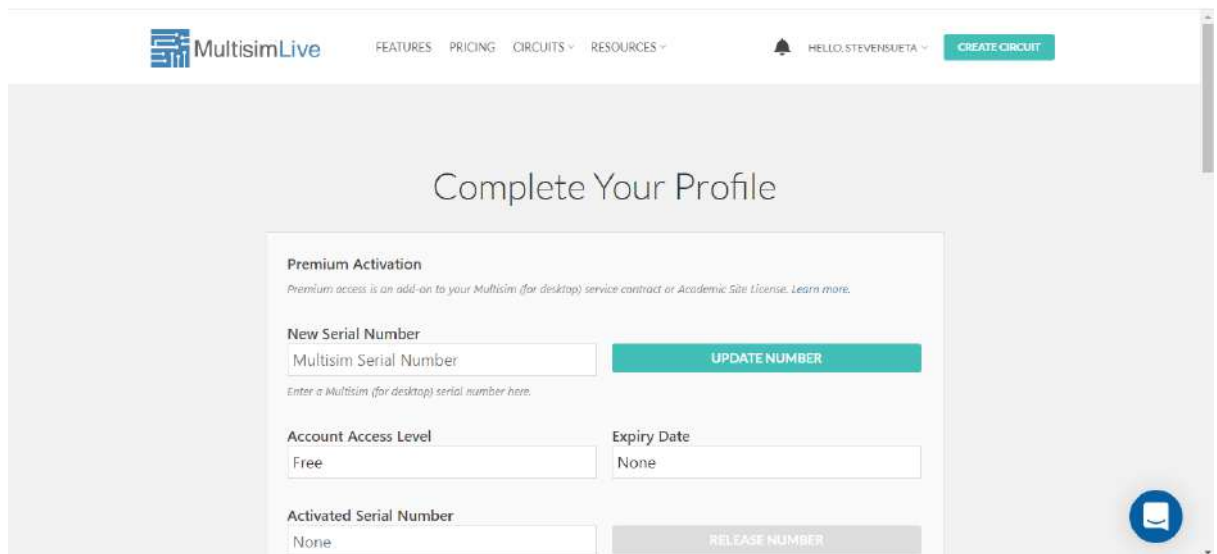 MultisimLive FEATURES PRICING CIRCUITS RESOURCES HELLO, STEVENSUETA CREATE CIRCUIT
Complete Your Profile
Premium Activation
Premium access is an add-on to your Multisim (for desktop) service contract or Academic Site License. Learn more.
New Serial Number
Multisim Serial Number UPDATE NUMBER
Enter a Multisim (for desktop) serial number here.
Account Access Level Expiry Date
Free None
Activated Serial Number
None RELEASE NUMBER